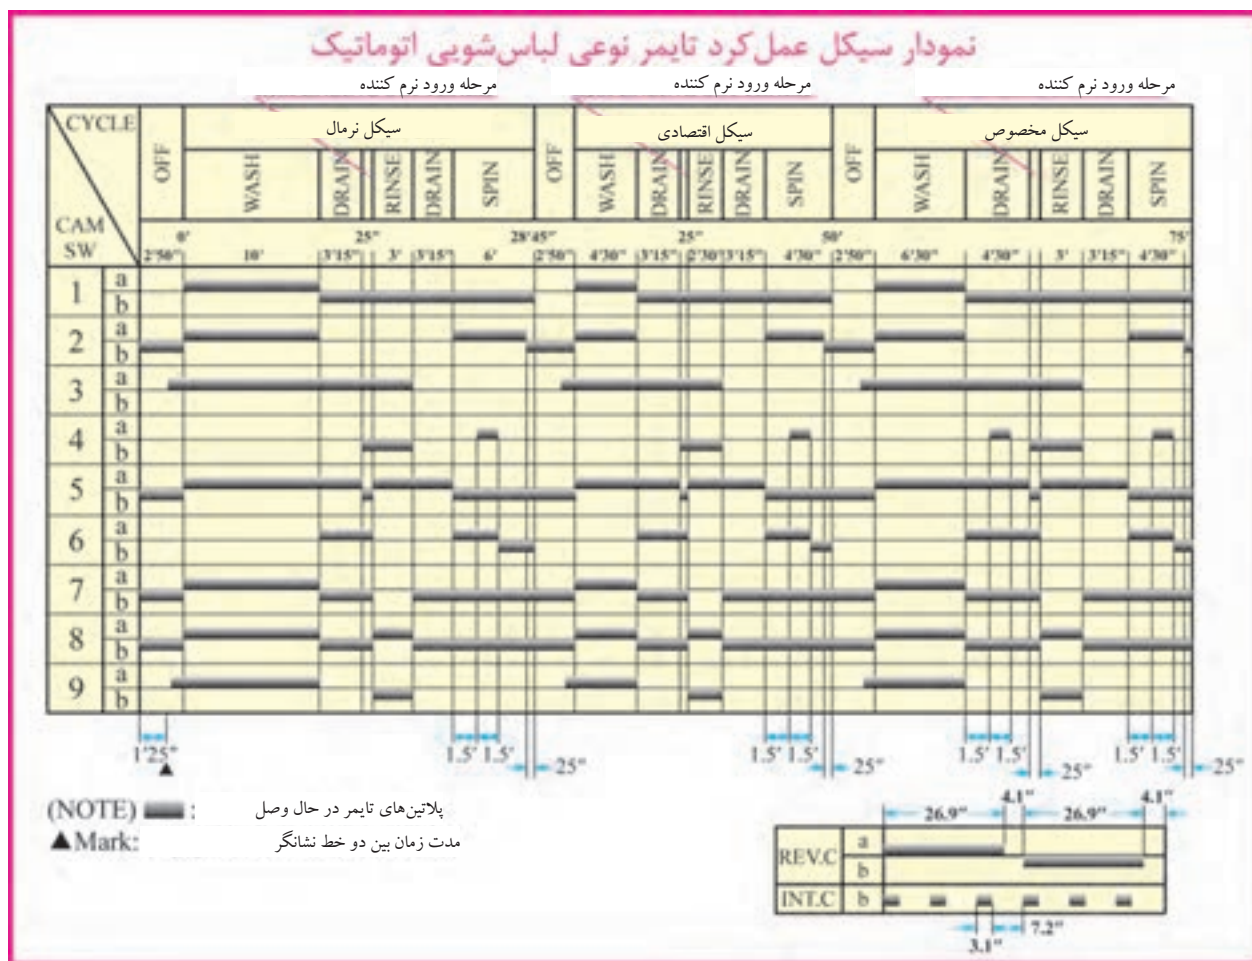 نمودار سیکل عمل‌کرد تایمر نوعی لباس‌شویی اتوماتیک
مرحله ورود نرم کننده مرحله ورود نرم کننده مرحله ورود نرم کننده
CYCLE
CAM
SW
سیکل نرمال سیکل اقتصادی سیکل مخصوص
OFF WASH DRAIN RINSE DRAIN SPIN OFF WASH DRAIN RINSE DRAIN SPIN OFF WASH DRAIN RINSE DRAIN SPIN
0' 25" 28'45" 25" 50' 75'
2'50" 10' 3'15" 3' 3'15" 6' 2'50" 4'30" 3'15" 2'30" 3'15" 4'30" 2'50" 6'30" 4'30" 3' 3'15" 4'30"
1 a
b
2 a
b
3 a
b
4 a
b
5 a
b
6 a
b
7 a
b
8 a
b
9 a
b
1'25" 1.5' 1.5' 25" 1.5' 1.5' 25" 1.5' 1.5' 25" 1.5' 1.5' 25"
(NOTE) : پلاتین‌های تایمر در حال وصل
▲Mark: مدت زمان بین دو خط نشانگر
26.9" 4.1" 26.9" 4.1"
REV.C a
b
INT.C b
7.2"
3.1"